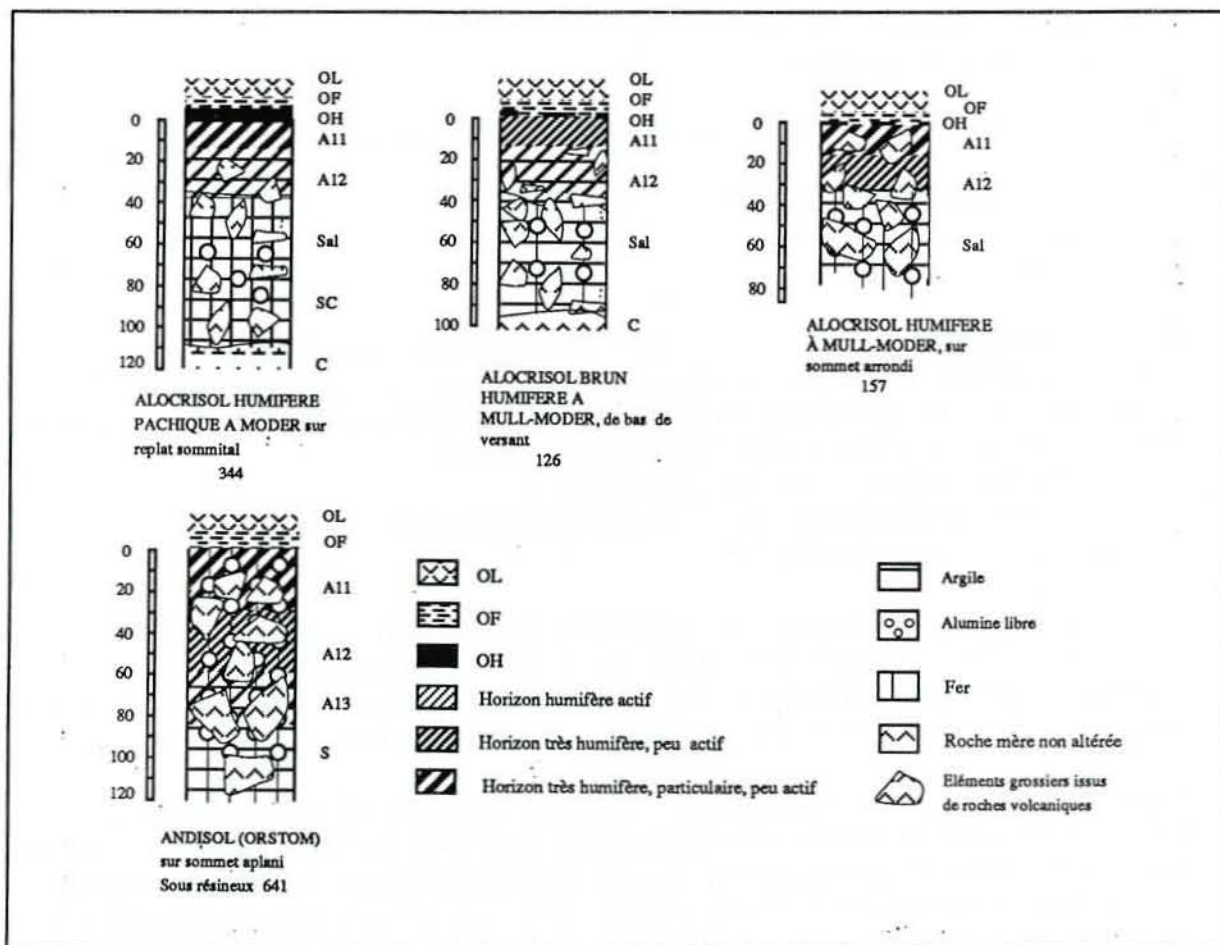 OL
OF
OH
A11
A12
Sal
SC
C
0
20
40
60
80
100
120
ALOCRISOL HUMIFERE
PACHIQUE A MODER sur
replat sommital
344
OL
OF
OH
A11
A12
Sal
C
0
20
40
60
80
100
ALOCRISOL BRUN
HUMIFERE A
MULL-MODER, de bas de
versant
126
OL
OF
OH
A11
A12
Sal
0
20
40
60
80
ALOCRISOL HUMIFERE
À MULL-MODER, sur
sommet arrondi
157
OL
OF
A11
A12
A13
S
0
20
40
60
80
100
120
ANDISOL (ORSTOM)
sur sommet aplani
Sous résineux 641
OL
OF
OH
Horizon humifère actif
Horizon très humifère, peu actif
Horizon très humifère, particulaire, peu actif
Argile
Alumine libre
Fer
Roche mère non altérée
Eléments grossiers issus
de roches volcaniques